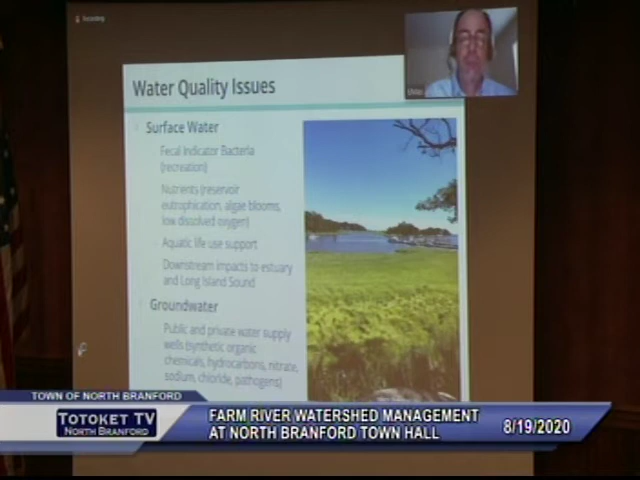 Recording
Water Quality Issues
Surface Water
Fecal Indicator Bacteria
(recreation)
Nutrients (reservoir
eutrophication, algae blooms,
low dissolved oxygen)
Aquatic life use support
Downstream impacts to estuary
and Long Island Sound
Groundwater
Public and private water supply
wells (synthetic organic
chemicals, hydrocarbons, nitrate,
sodium, chloride, pathogens)
TOWN OF NORTH BRANFORD
TOTOKET TV
NORTH BRANFORD
FARM RIVER WATERSHED MANAGEMENT
AT NORTH BRANFORD TOWN HALL
8/19/2020